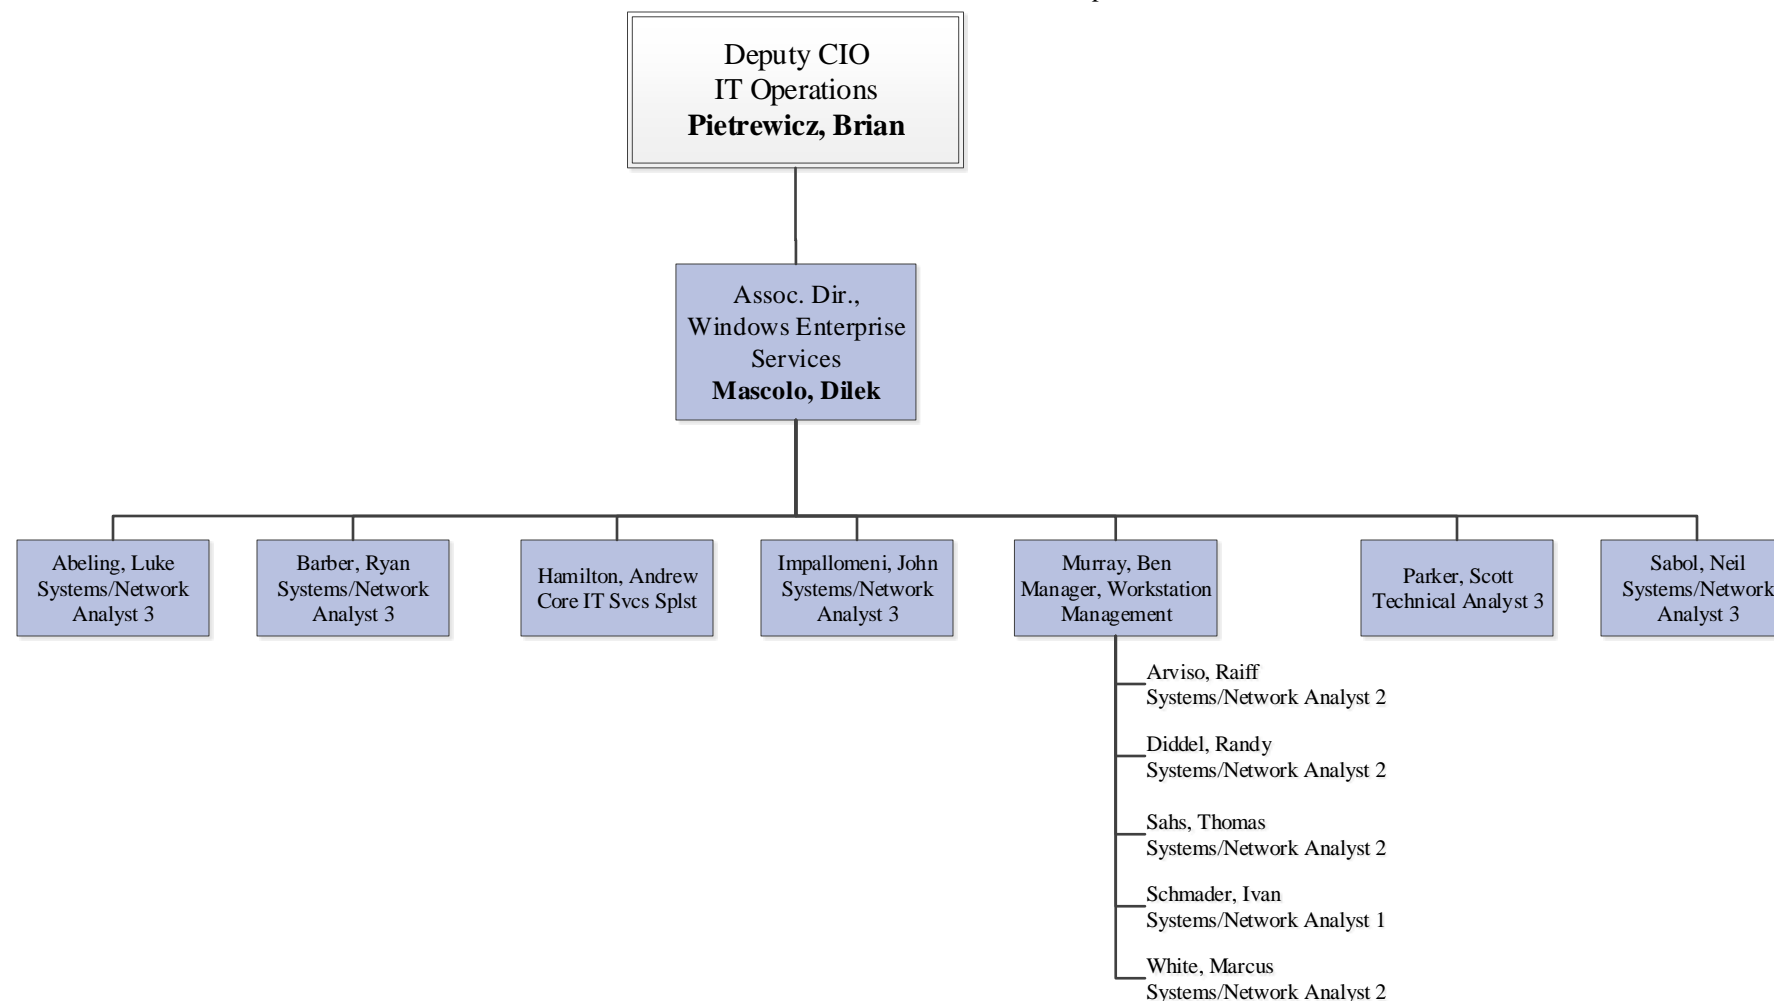 Deputy CIO
IT Operations
Pietrewicz, Brian
Assoc. Dir.,
Windows Enterprise
Services
Mascolo, Dilek
Abeling, Luke
Systems/Network
Analyst 3
Barber, Ryan
Systems/Network
Analyst 3
Hamilton, Andrew
Core IT Svcs Splst
Impallomeni, John
Systems/Network
Analyst 3
Murray, Ben
Manager, Workstation
Management
Parker, Scott
Technical Analyst 3
Sabol, Neil
Systems/Network
Analyst 3
Arviso, Raiff
Systems/Network Analyst 2
Diddel, Randy
Systems/Network Analyst 2
Sahs, Thomas
Systems/Network Analyst 2
Schmader, Ivan
Systems/Network Analyst 1
White, Marcus
Systems/Network Analyst 2